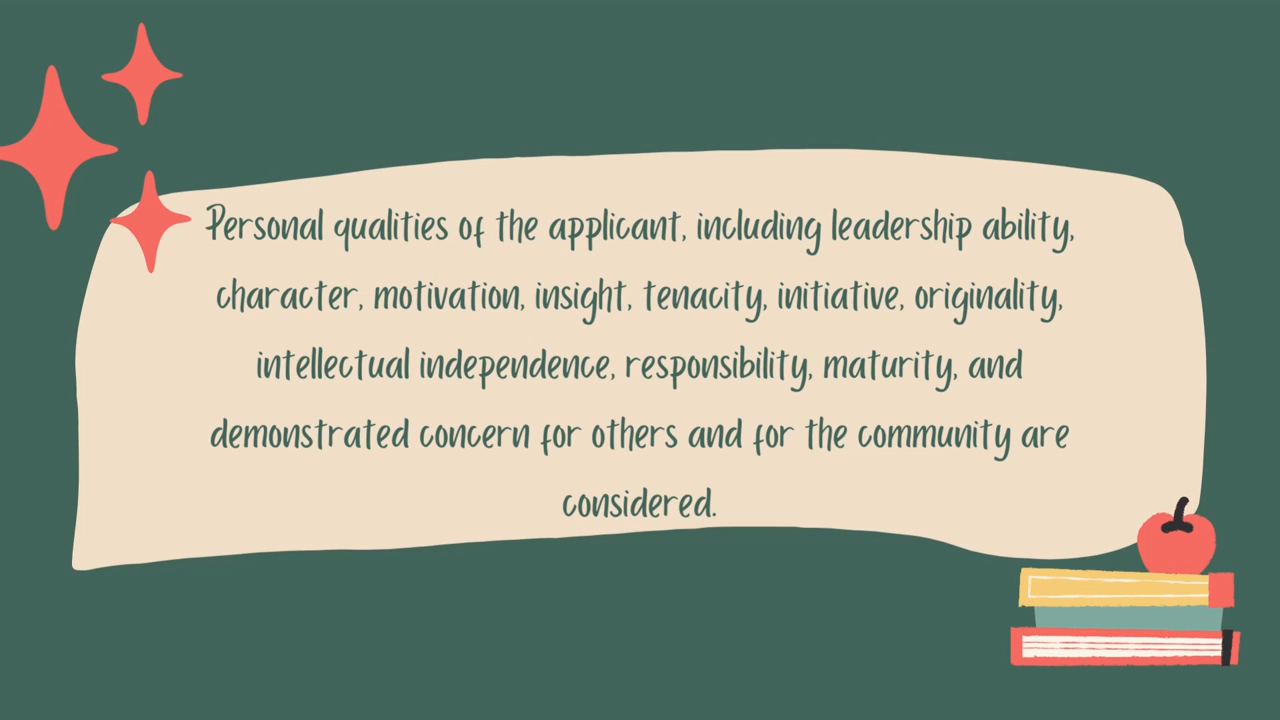 Personal qualities of the applicant, including leadership ability,
character, motivation, insight, tenacity, initiative, originality,
intellectual independence, responsibility, maturity, and
demonstrated concern for others and for the community are
considered.